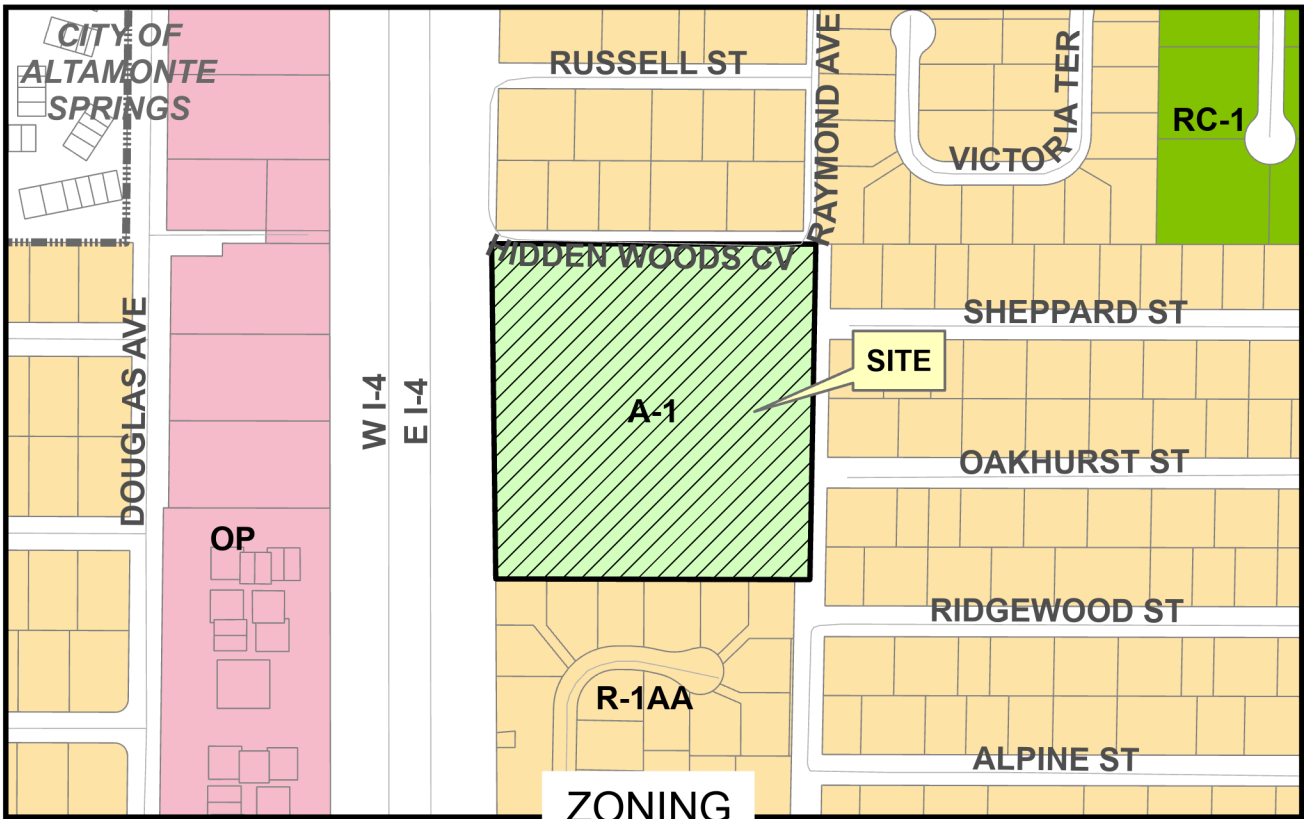 CITY OF
ALTAMONTE
SPRINGS
RUSSELL ST
RAYMOND AVE
VICTORIA TER
RC-1
HIDDEN WOODS CV
DOUGLAS AVE
W I-4
E I-4
SHEPPARD ST
SITE
A-1
OAKHURST ST
OP
RIDGEWOOD ST
R-1AA
ALPINE ST
ZONING